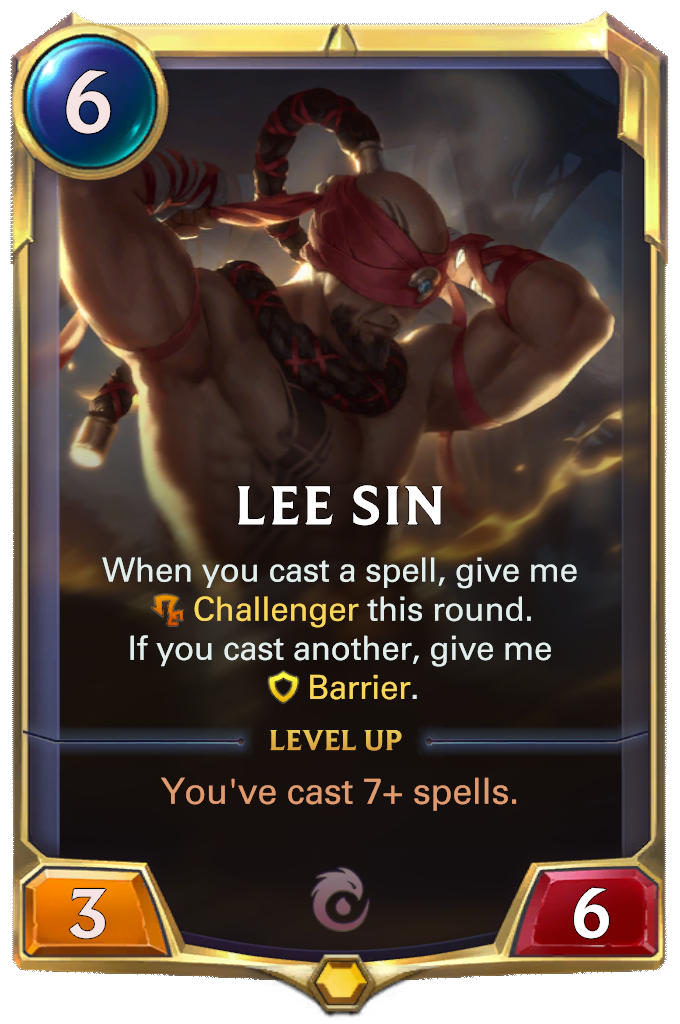 6
LEE SIN
When you cast a spell, give me
Challenger this round.
If you cast another, give me
Barrier.
LEVEL UP
You've cast 7+ spells.
3
6